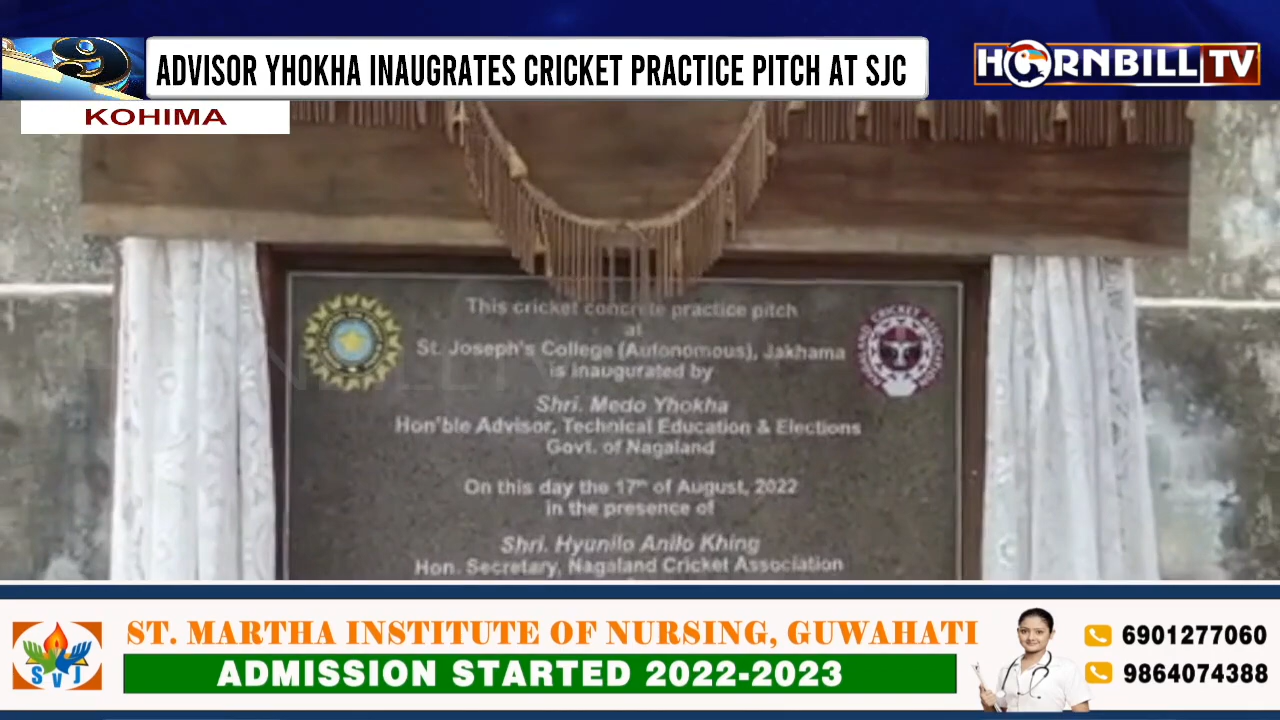 ADVISOR YHOKHA INAUGRATES CRICKET PRACTICE PITCH AT SJC
HORNBILL TV
KOHIMA
This cricket concrete practice pitch
at
St. Joseph's College (Autonomous), Jakhama
is inaugurated by
Shri. Medo Yhokha
Hon'ble Advisor, Technical Education & Elections
Govt. of Nagaland
On this day the 17th of August, 2022
in the presence of
Shri. Hyunilo Anilo Khing
Hon. Secretary, Nagaland Cricket Association
NAGALAND CRICKET ASSOCIATION
SVJ
ST. MARTHA INSTITUTE OF NURSING, GUWAHATI
ADMISSION STARTED 2022-2023
6901277060
9864074388